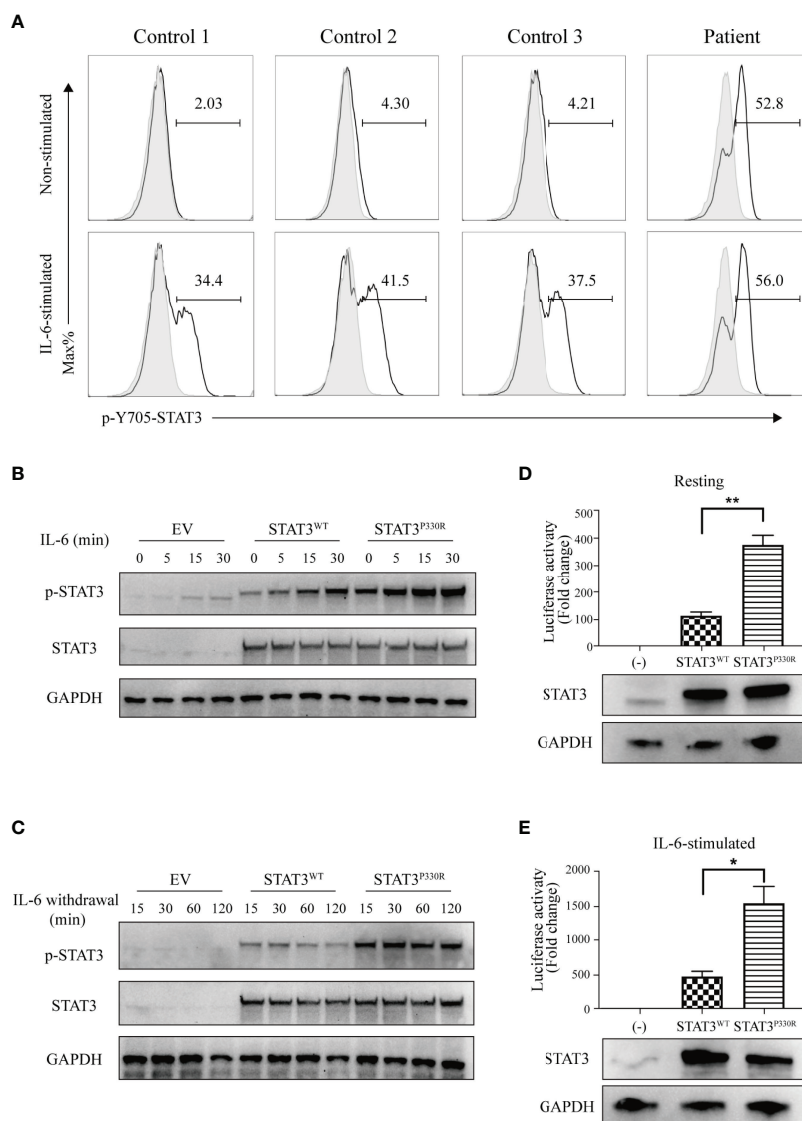 A
Control 1 Control 2 Control 3 Patient
Non-stimulated
2.03 4.30 4.21 52.8
IL-6-stimulated
34.4 41.5 37.5 56.0
Max%
p-Y705-STAT3
B
EV STAT3WT STAT3P330R
IL-6 (min)
0 5 15 30 0 5 15 30 0 5 15 30
p-STAT3
STAT3
GAPDH
D
Resting
**
Luciferase activaty
(Fold change)
500
400
300
200
100
0
(-) STAT3WT STAT3P330R
STAT3
GAPDH
C
EV STAT3WT STAT3P330R
IL-6 withdrawal
(min)
15 30 60 120 15 30 60 120 15 30 60 120
p-STAT3
STAT3
GAPDH
E
IL-6-stimulated
*
Luciferase activaty
(Fold change)
2000
1500
1000
500
0
(-) STAT3WT STAT3P330R
STAT3
GAPDH